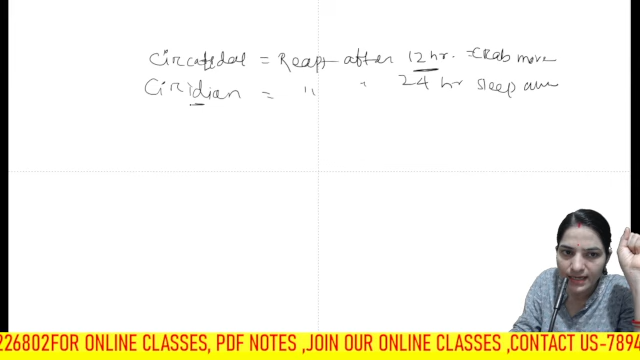 Circatidal = Reapt after 12 hr. = CRab move
Ciridian = " " 24 hr sleep awa
226802FOR ONLINE CLASSES, PDF NOTES ,JOIN OUR ONLINE CLASSES ,CONTACT US-7894